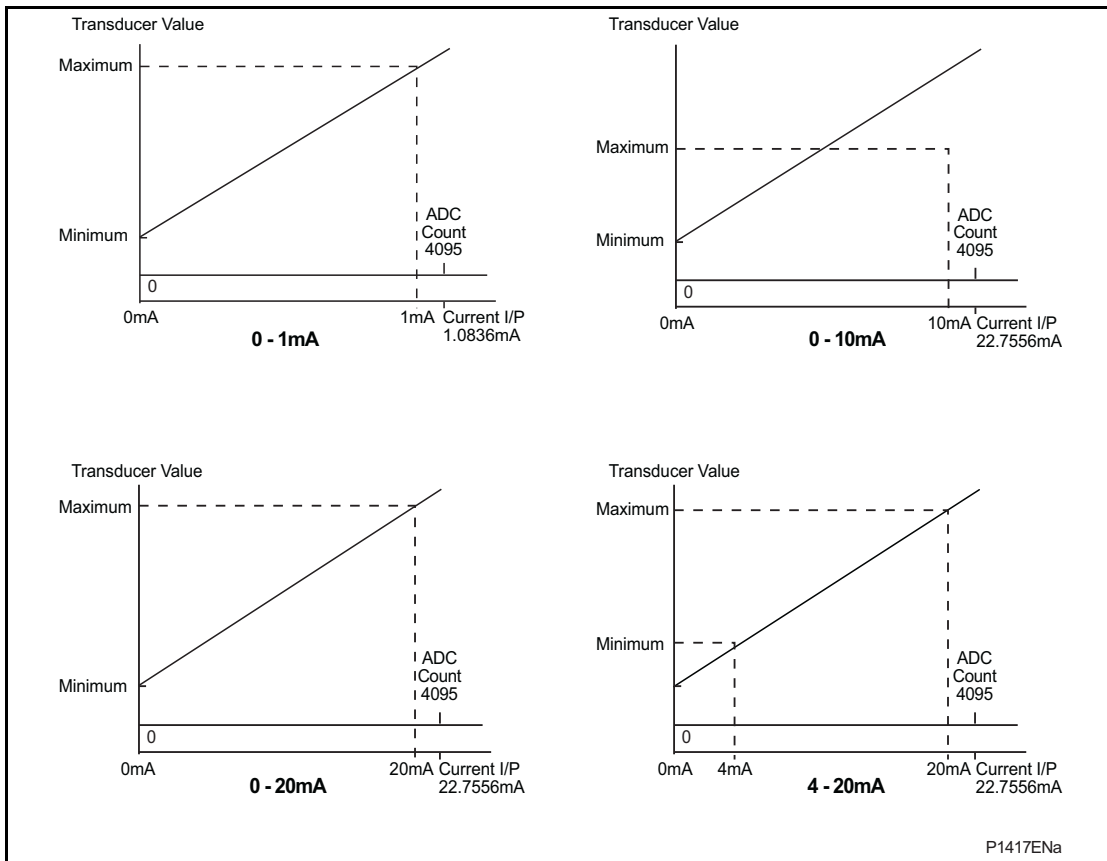 Transducer Value
Maximum
Minimum
ADC
Count
4095
0
0mA
1mA Current I/P
1.0836mA
0 - 1mA
Transducer Value
Maximum
Minimum
ADC
Count
4095
0
0mA
10mA Current I/P
22.7556mA
0 - 10mA
Transducer Value
Maximum
Minimum
ADC
Count
4095
0
0mA
20mA Current I/P
22.7556mA
0 - 20mA
Transducer Value
Maximum
Minimum
ADC
Count
4095
0
0mA
4mA
20mA Current I/P
22.7556mA
4 - 20mA
P1417ENa